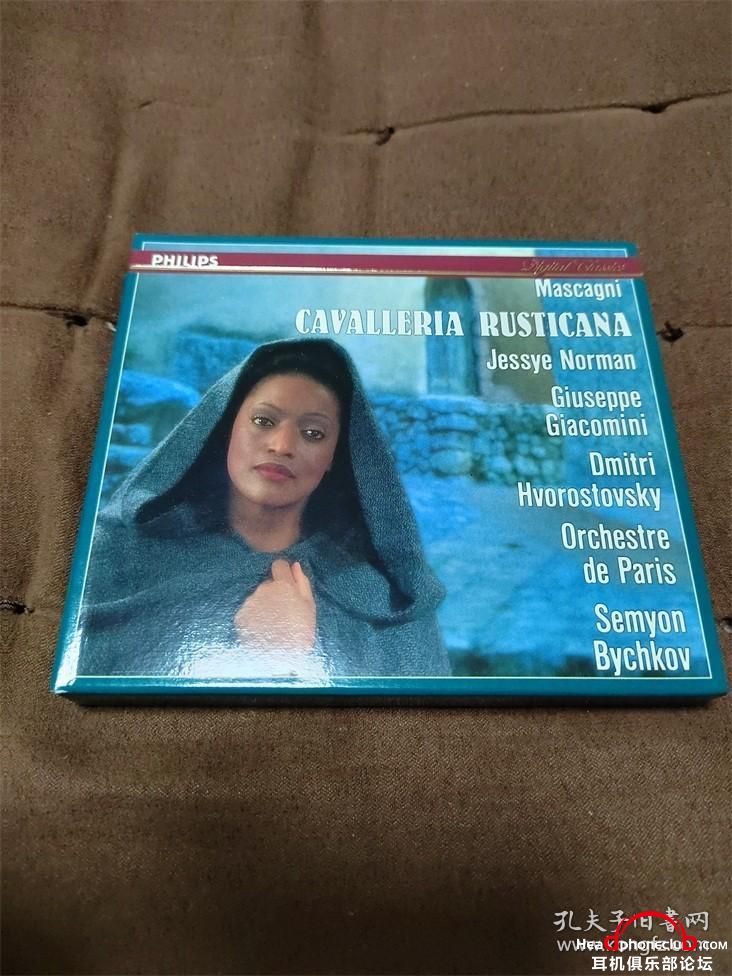 PHILIPS
Digital Classics
Mascagni
CAVALLERIA RUSTICANA
Jessye Norman
Giuseppe
Giacomini
Dmitri
Hvorostovsky
Orchestre
de Paris
Semyon
Bychkov
孔夫子旧书网
耳机俱乐部论坛